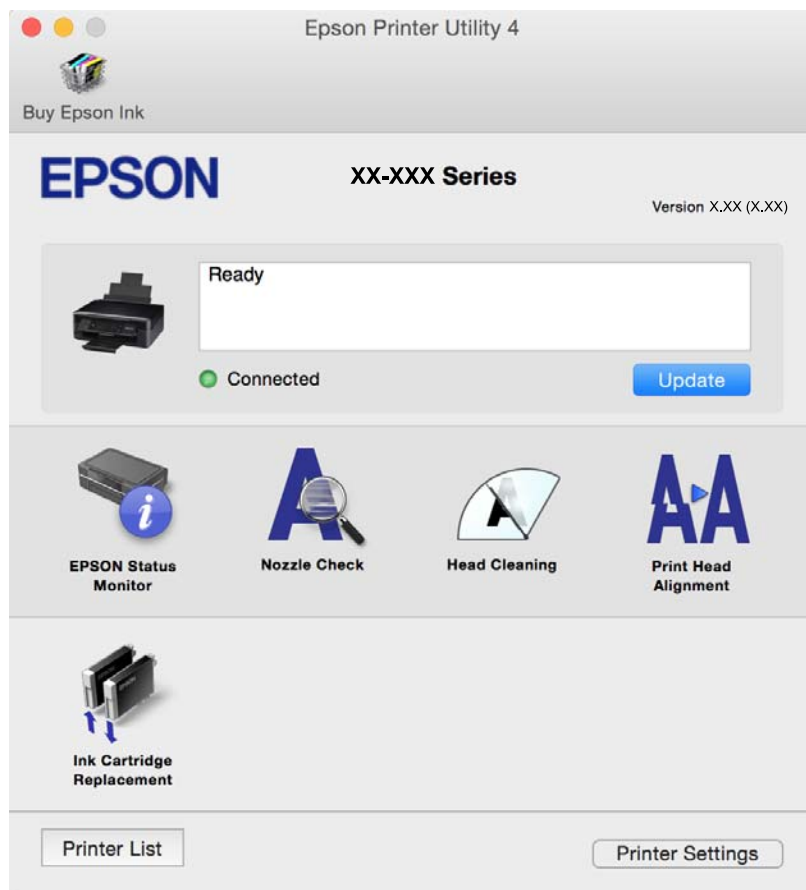 Epson Printer Utility 4
Buy Epson Ink
EPSON
XX-XXX Series
Version X.XX (X.XX)
Ready
Connected
Update
EPSON Status
Monitor
Nozzle Check
Head Cleaning
Print Head
Alignment
Ink Cartridge
Replacement
Printer List
Printer Settings